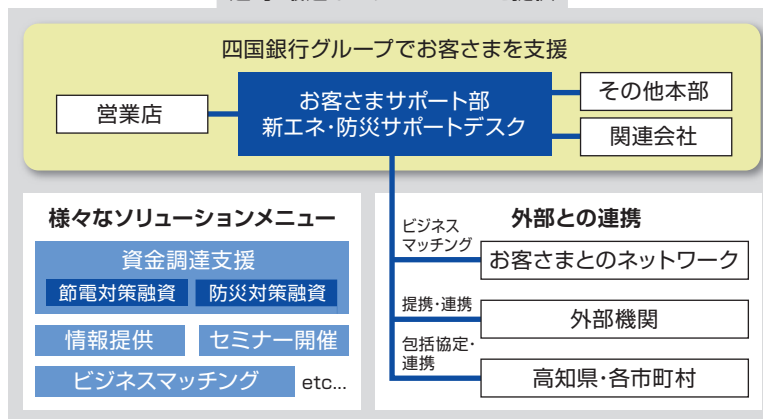 四国銀行グループでお客さまを支援
営業店
お客さまサポート部
新エネ・防災サポートデスク
その他本部
関連会社
様々なソリューションメニュー
資金調達支援
節電対策融資 防災対策融資
情報提供 セミナー開催
ビジネスマッチング etc...
外部との連携
ビジネス
マッチング
お客さまとのネットワーク
提携・連携
外部機関
包括協定・
連携
高知県・各市町村